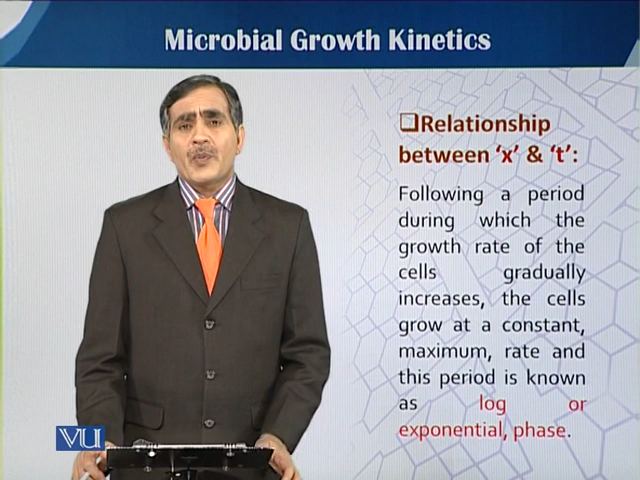 Microbial Growth Kinetics
❑Relationship
between ‘x’ & ‘t’:
Following a period
during which the
growth rate of the
cells gradually
increases, the cells
grow at a constant,
maximum, rate and
this period is known
as log or
exponential, phase.
VU